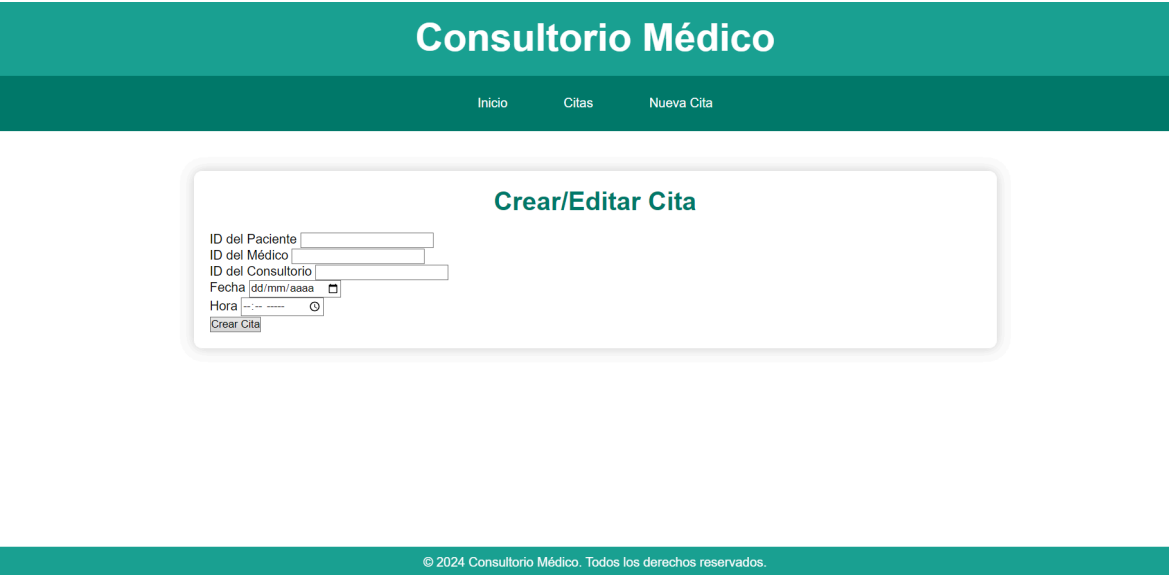 Consultorio Médico
Inicio Citas Nueva Cita
Crear/Editar Cita
ID del Paciente
ID del Médico
ID del Consultorio
Fecha dd/mm/aaaa
Hora --:-- -----
Crear Cita
© 2024 Consultorio Médico. Todos los derechos reservados.